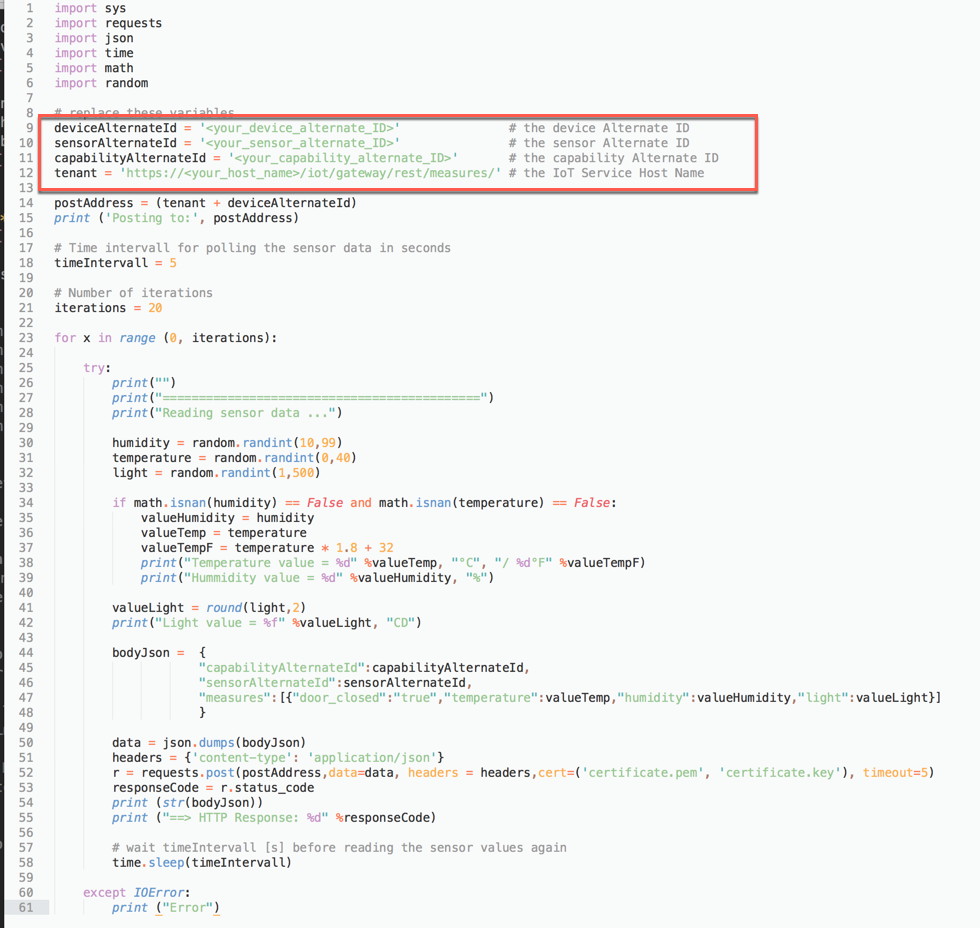 1 import sys
2 import requests
3 import json
4 import time
5 import math
6 import random
7
8 # replace these variables
9 deviceAlternateId = '<your_device_alternate_ID>' # the device Alternate ID
10 sensorAlternateId = '<your_sensor_alternate_ID>' # the sensor Alternate ID
11 capabilityAlternateId = '<your_capability_alternate_ID>' # the capability Alternate ID
12 tenant = 'https://<your_host_name>/iot/gateway/rest/measures/' # the IoT Service Host Name
13
14 postAddress = (tenant + deviceAlternateId)
15 print ('Posting to:', postAddress)
16
17 # Time intervall for polling the sensor data in seconds
18 timeIntervall = 5
19
20 # Number of iterations
21 iterations = 20
22
23 for x in range (0, iterations):
24
25 try:
26 print("")
27 print("============================================")
28 print("Reading sensor data ...")
29
30 humidity = random.randint(10,99)
31 temperature = random.randint(0,40)
32 light = random.randint(1,500)
33
34 if math.isnan(humidity) == False and math.isnan(temperature) == False:
35 valueHumidity = humidity
36 valueTemp = temperature
37 valueTempF = temperature * 1.8 + 32
38 print("Temperature value = %d" %valueTemp, "°C", "/ %d°F" %valueTempF)
39 print("Hummidity value = %d" %valueHumidity, "%")
40
41 valueLight = round(light,2)
42 print("Light value = %f" %valueLight, "CD")
43
44 bodyJson = {
45 "capabilityAlternateId":capabilityAlternateId,
46 "sensorAlternateId":sensorAlternateId,
47 "measures":[{"door_closed":"true","temperature":valueTemp,"humidity":valueHumidity,"light":valueLight}]
48 }
49
50 data = json.dumps(bodyJson)
51 headers = {'content-type': 'application/json'}
52 r = requests.post(postAddress,data=data, headers = headers,cert=('certificate.pem', 'certificate.key'), timeout=5)
53 responseCode = r.status_code
54 print (str(bodyJson))
55 print ("==> HTTP Response: %d" %responseCode)
56
57 # wait timeIntervall [s] before reading the sensor values again
58 time.sleep(timeIntervall)
59
60 except IOError:
61 print ("Error")